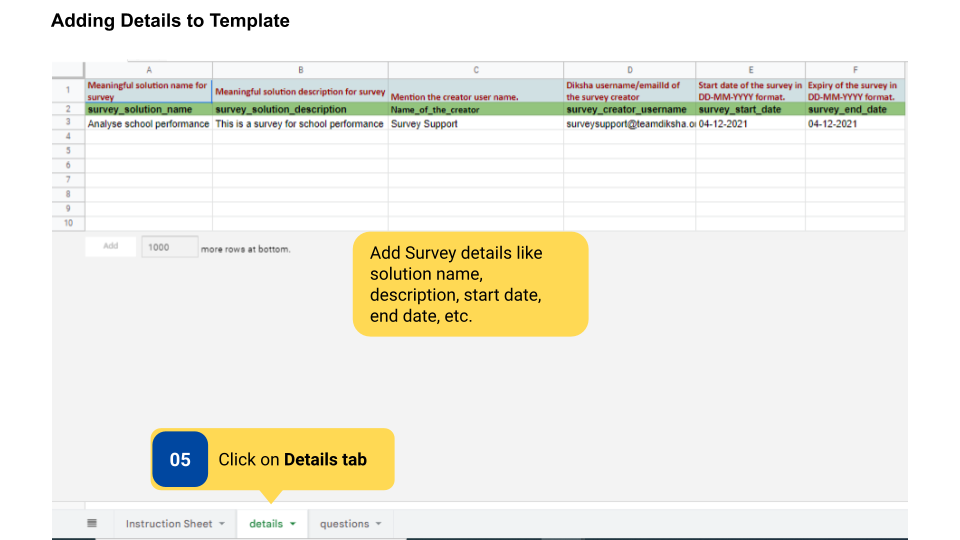 Adding Details to Template
A B C D E F
1 Meaningful solution name for survey Meaningful solution description for survey Mention the creator user name. Diksha username/emailId of the survey creator Start date of the survey in DD-MM-YYYY format. Expiry of the survey in DD-MM-YYYY format.
2 survey_solution_name survey_solution_description Name_of_the_creator survey_creator_username survey_start_date survey_end_date
3 Analyse school performance This is a survey for school performance Survey Support surveysupport@teamdiksha.o 04-12-2021 04-12-2021
4
5
6
7
8
9
10
Add 1000 more rows at bottom.
Add Survey details like
solution name,
description, start date,
end date, etc.
05 Click on Details tab
Instruction Sheet details questions